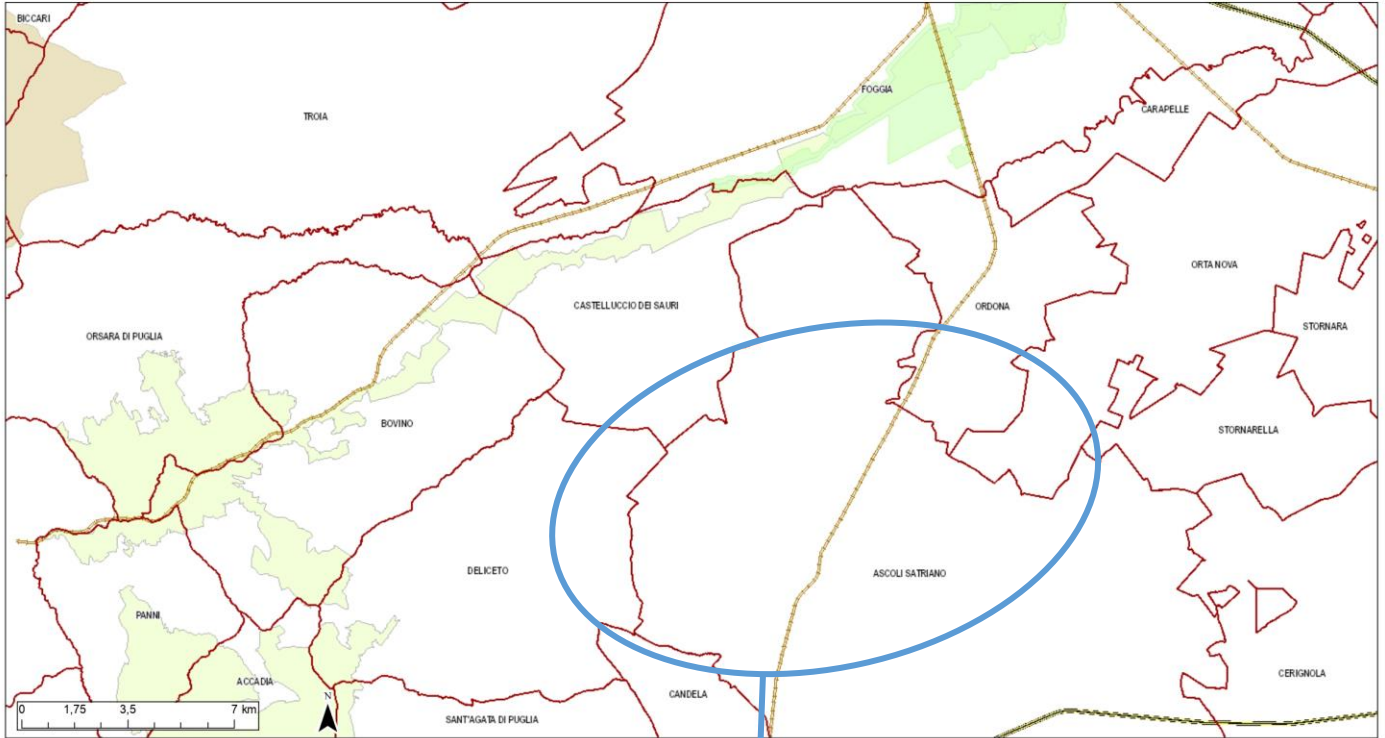 BICCARI
TROIA
FOGGIA
CARAPELLE
ORTA NOVA
CASTELLUCCIO DEI SAURI
ORDONA
STORNARA
ORSARA DI PUGLIA
BOVINO
STORNARELLA
DELICETO
ASCOLI SATRIANO
PANNI
CERIGNOLA
ACCADIA
CANDELA
N
0 1,75 3,5 7 km
SANT'AGATA DI PUGLIA